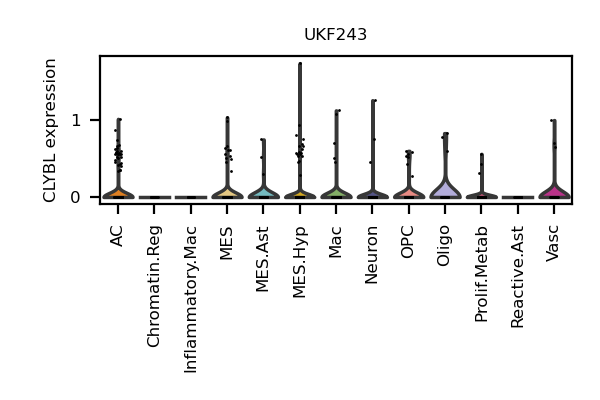 UKF243
CLYBL expression
1
0
AC
Chromatin.Reg
Inflammatory.Mac
MES
MES.Ast
MES.Hyp
Mac
Neuron
OPC
Oligo
Prolif.Metab
Reactive.Ast
Vasc